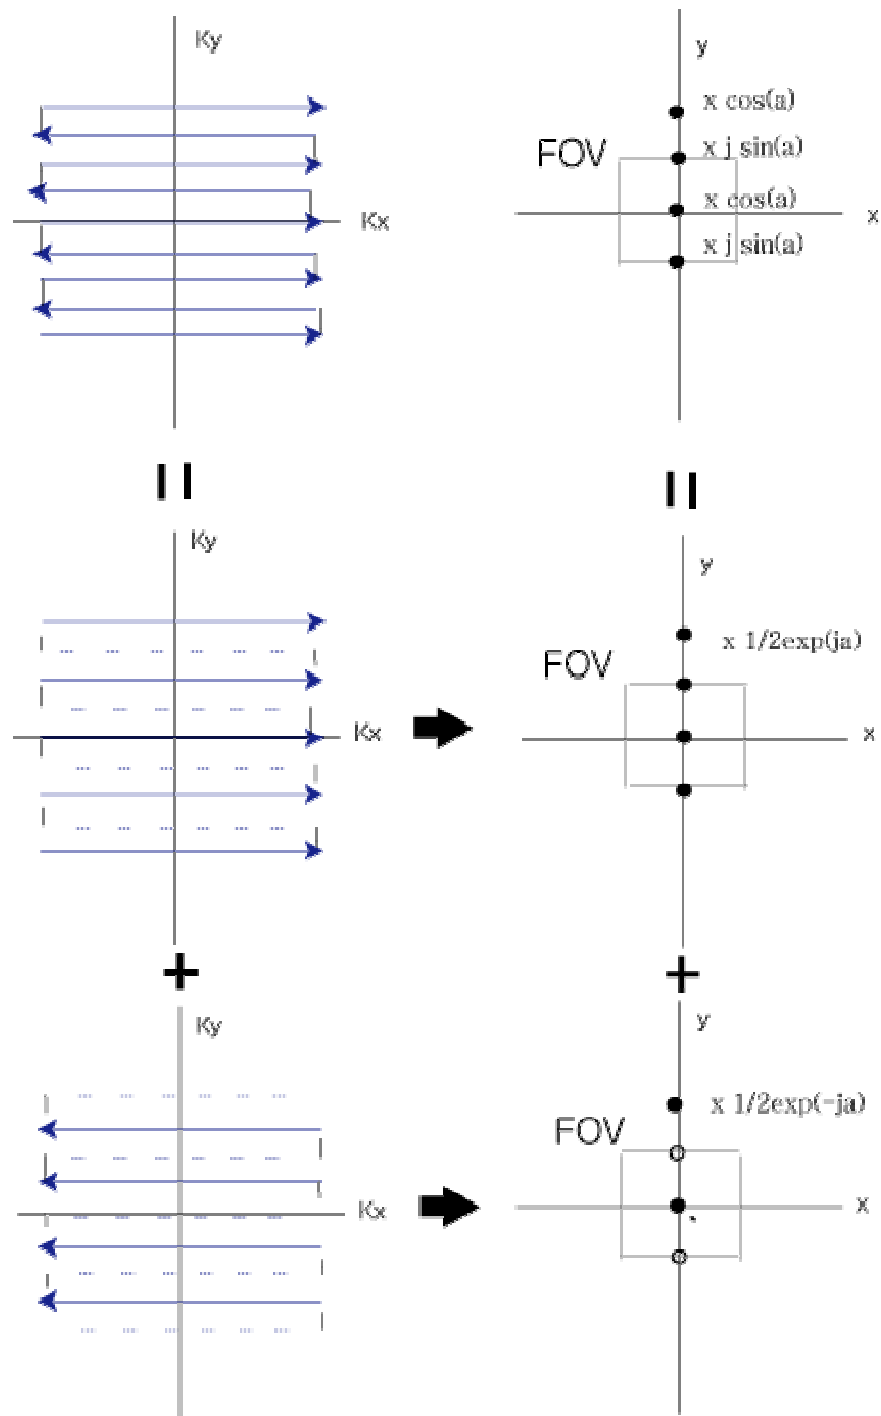 Ky
Kx
y
x cos(a)
x j sin(a)
FOV
x cos(a)
x j sin(a)
x
=
=
Ky
Kx
y
x 1/2exp(ja)
FOV
x
+
+
Ky
Kx
y
x 1/2exp(-ja)
FOV
x